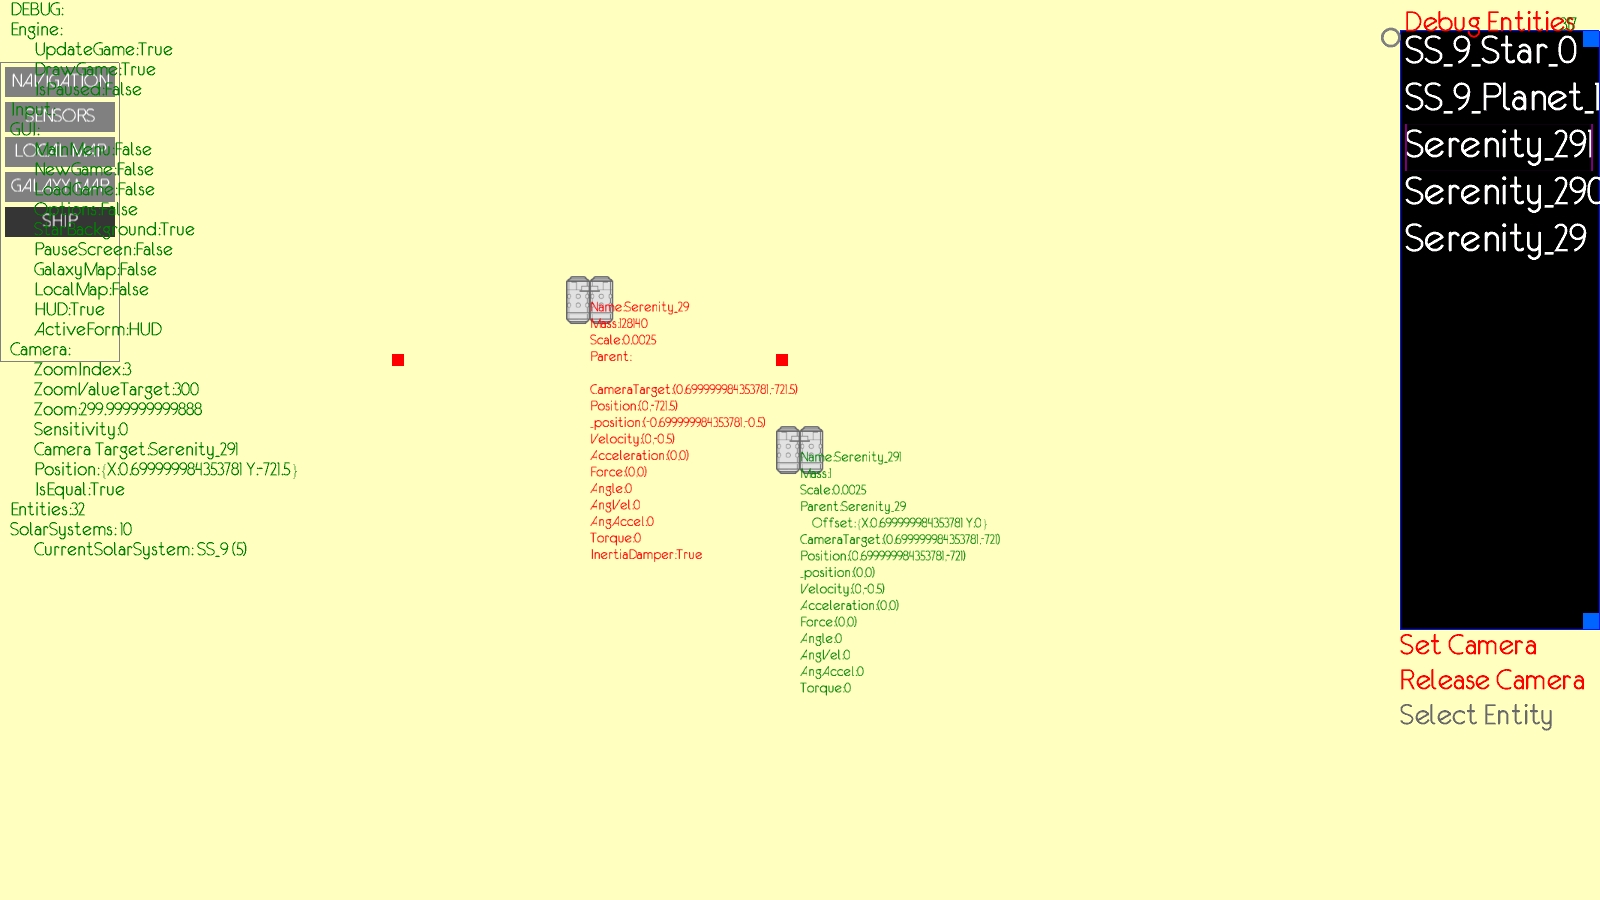 DEBUG:
Engine:
UpdateGame:True
DrawGame:True
IsPaused:False
Input
GUI:
MainMenu:False
NewGame:False
LoadGame:False
Options:False
StarBackground:True
PauseScreen:False
GalaxyMap:False
LocalMap:False
HUD:True
ActiveForm:HUD
Camera:
ZoomIndex:3
ZoomValueTarget:300
Zoom:299.999999999888
Sensitivity:0
Camera Target:Serenity_291
Position:{X:0.699999984353781 Y:-721.5}
IsEqual:True
Entities:32
SolarSystems: 10
CurrentSolarSystem: SS_9 (5)
NAVIGATION
SENSORS
LOCAL MAP
GALAXY MAP
SHIP
Name:Serenity_29
Mass:128140
Scale:0.0025
Parent:
CameraTarget:(0.699999984353781,-721.5)
Position:(0,-721.5)
_position:(-0.699999984353781,-0.5)
Velocity:(0,-0.5)
Acceleration:(0,0)
Force:(0,0)
Angle:0
AngVel:0
AngAccel:0
Torque:0
InertiaDamper:True
Name:Serenity_291
Mass:1
Scale:0.0025
Parent:Serenity_29
Offset:{X:0.699999984353781 Y:0}
CameraTarget:(0.699999984353781,-721)
Position:(0.699999984353781,-721)
_position:(0,0)
Velocity:(0,-0.5)
Acceleration:(0,0)
Force:(0,0)
Angle:0
AngVel:0
AngAccel:0
Torque:0
Debug Entities
SS_9_Star_0
SS_9_Planet_1
Serenity_291
Serenity_290
Serenity_29
Set Camera
Release Camera
Select Entity